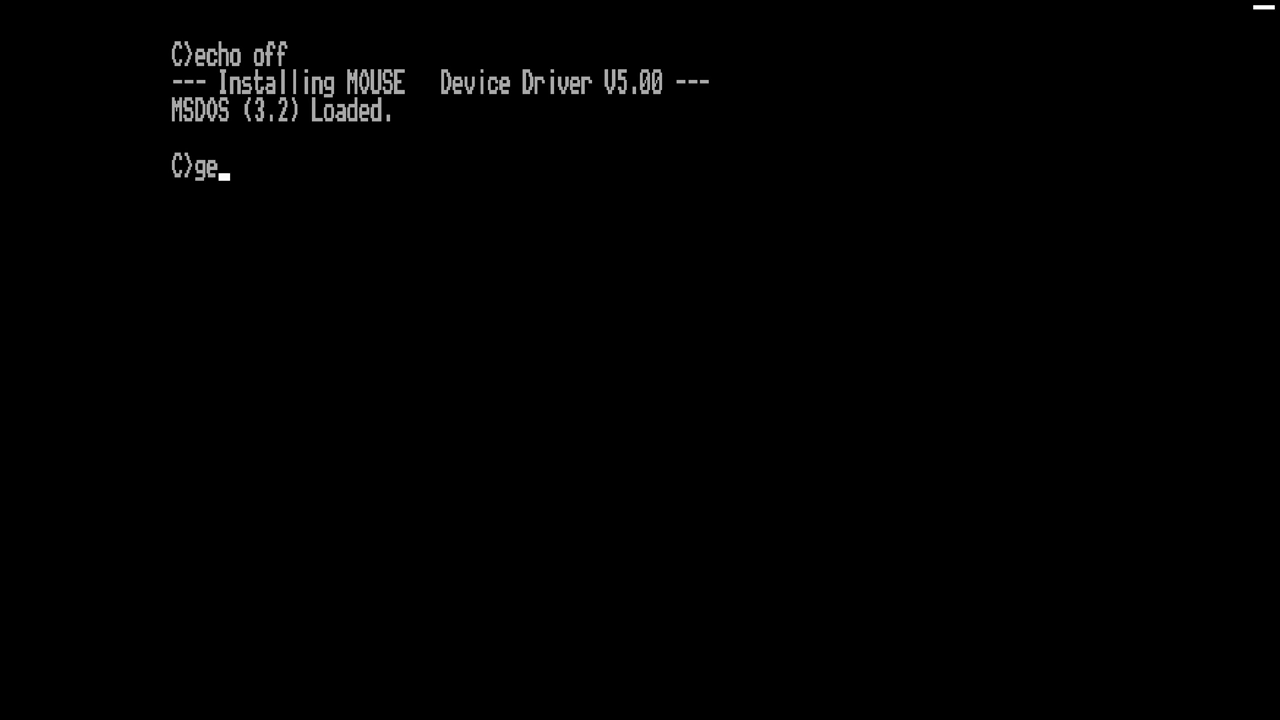 C>echo off
--- Installing MOUSE   Device Driver V5.00 ---
MSDOS (3.2) Loaded.
C>ge